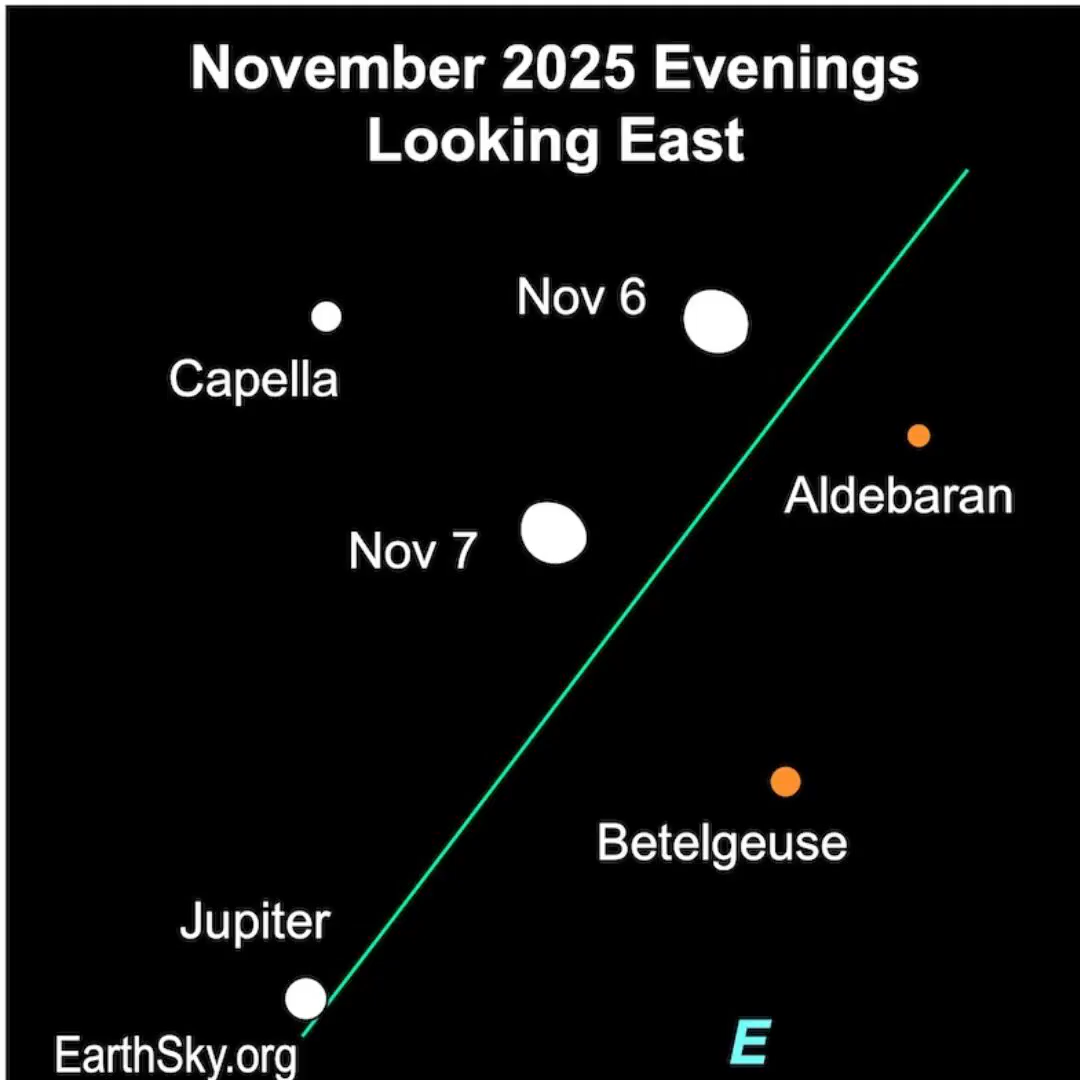 November 2025 Evenings
Looking East
Nov 6
Capella
Aldebaran
Nov 7
Betelgeuse
Jupiter
EarthSky.org
E